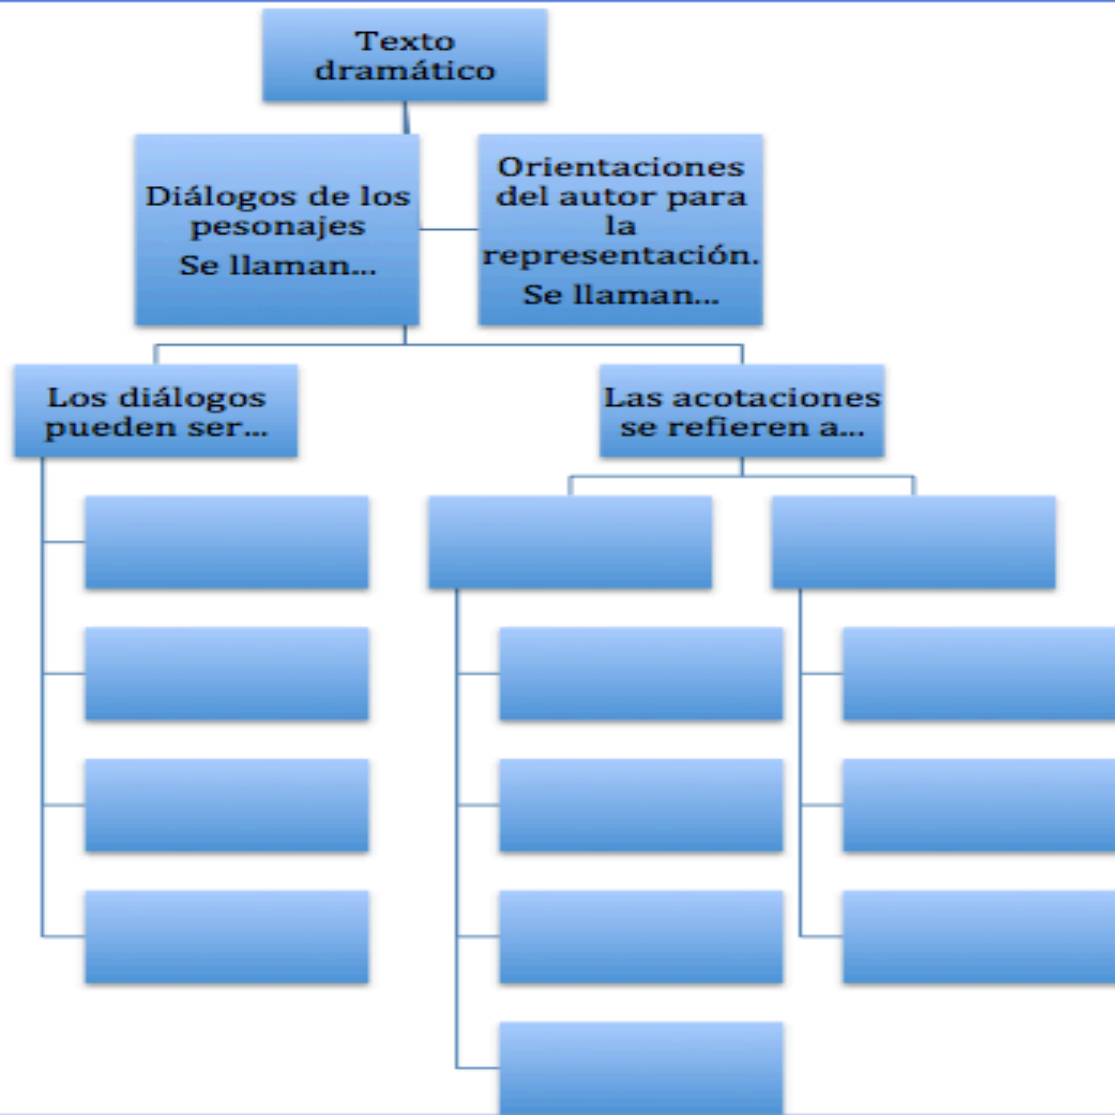 Texto
dramático
Diálogos de los
pesonajes
Se llaman...
Orientaciones
del autor para
la
representación.
Se llaman...
Los diálogos
pueden ser...
Las acotaciones
se refieren a...